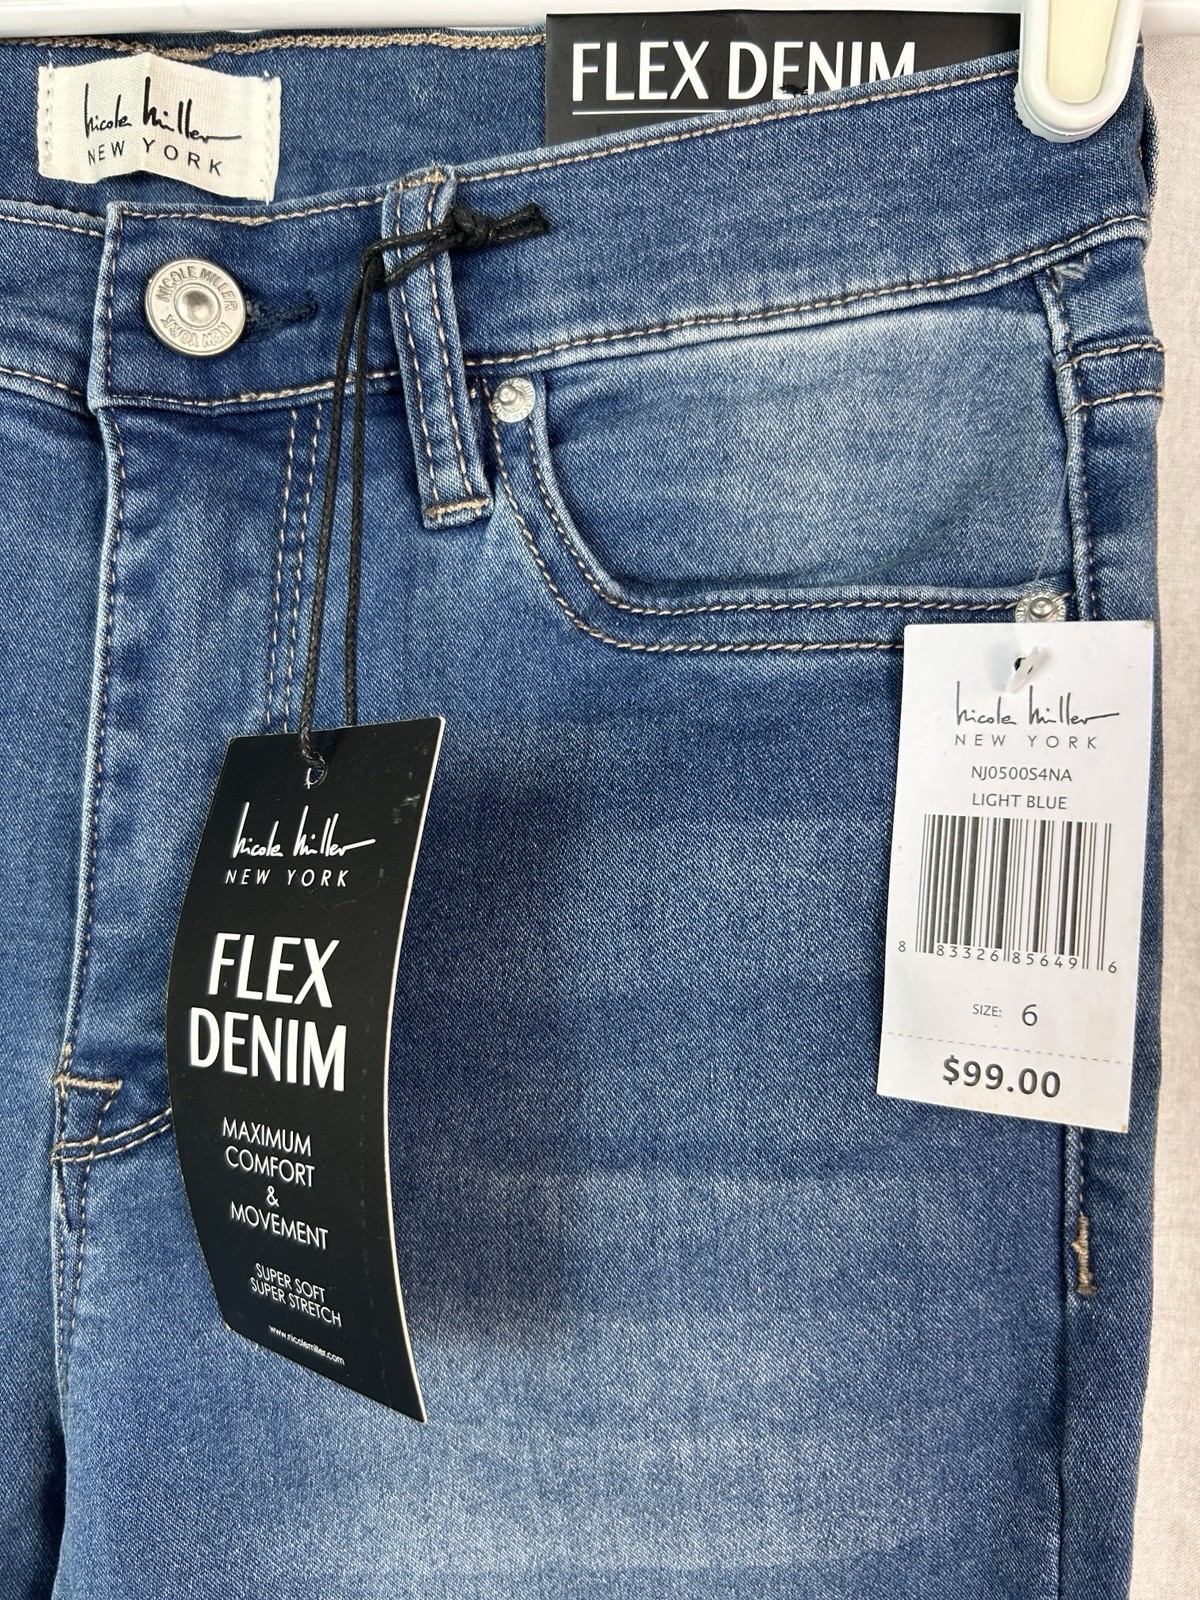 Nicole Miller
NEW YORK
FLEX DENIM
NICOLE MILLER
NEW YORK
Nicole Miller
NEW YORK
FLEX
DENIM
MAXIMUM
COMFORT
&
MOVEMENT
SUPER SOFT
SUPER STRETCH
www.nicolemiller.com
Nicole Miller
NEW YORK
NJ0500S4NA
LIGHT BLUE
8 83326 85649 6
SIZE: 6
$99.00